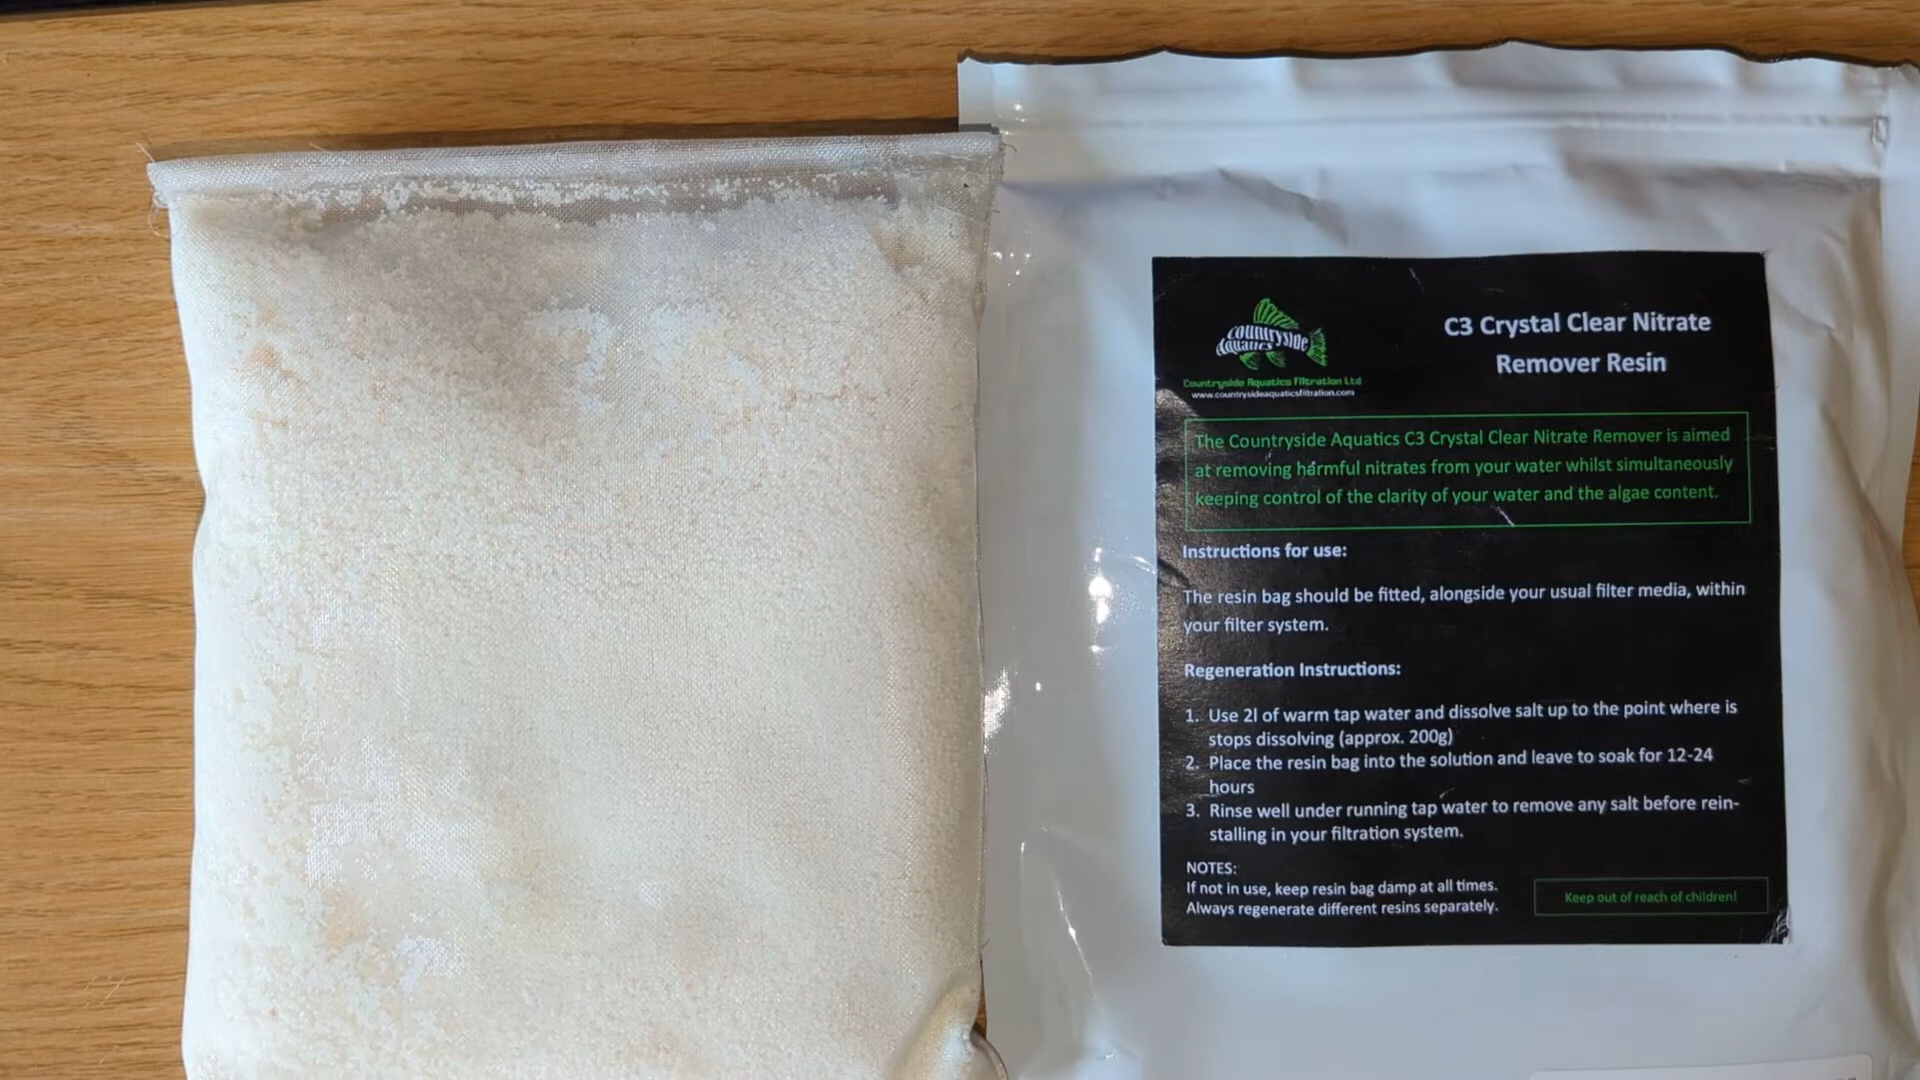 Countryside
Aquatics
Countryside Aquatics Filtration Ltd
www.countrysideaquaticsfiltration.com
C3 Crystal Clear Nitrate
Remover Resin
The Countryside Aquatics C3 Crystal Clear Nitrate Remover is aimed
at removing harmful nitrates from your water whilst simultaneously
keeping control of the clarity of your water and the algae content.
Instructions for use:
The resin bag should be fitted, alongside your usual filter media, within
your filter system.
Regeneration Instructions:
1. Use 2l of warm tap water and dissolve salt up to the point where is
stops dissolving (approx. 200g)
2. Place the resin bag into the solution and leave to soak for 12-24
hours
3. Rinse well under running tap water to remove any salt before rein-
stalling in your filtration system.
NOTES:
If not in use, keep resin bag damp at all times.
Always regenerate different resins separately.
Keep out of reach of children!